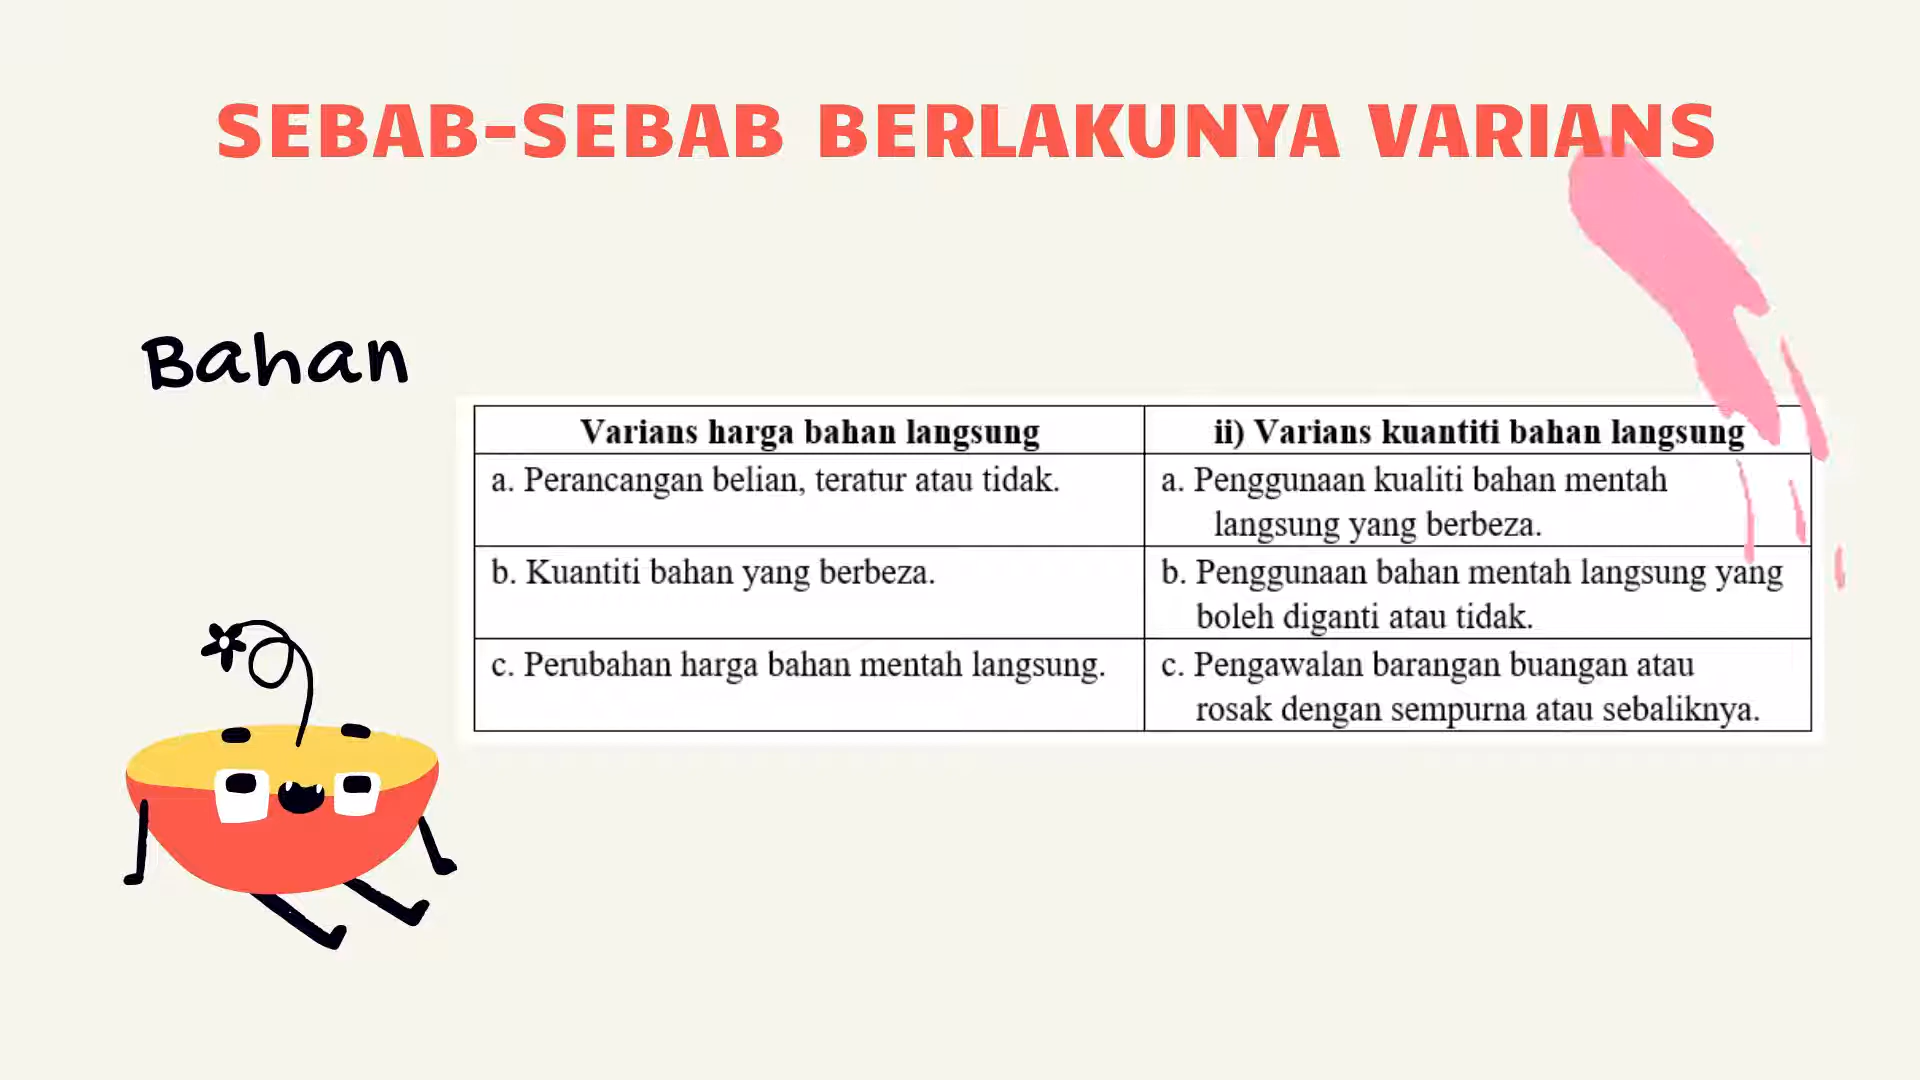 SEBAB-SEBAB BERLAKUNYA VARIANS
Bahan
Varians harga bahan langsung
ii) Varians kuantiti bahan langsung
a. Perancangan belian, teratur atau tidak.
a. Penggunaan kualiti bahan mentah
langsung yang berbeza.
b. Kuantiti bahan yang berbeza.
b. Penggunaan bahan mentah langsung yang
boleh diganti atau tidak.
c. Perubahan harga bahan mentah langsung.
c. Pengawalan barangan buangan atau
rosak dengan sempurna atau sebaliknya.